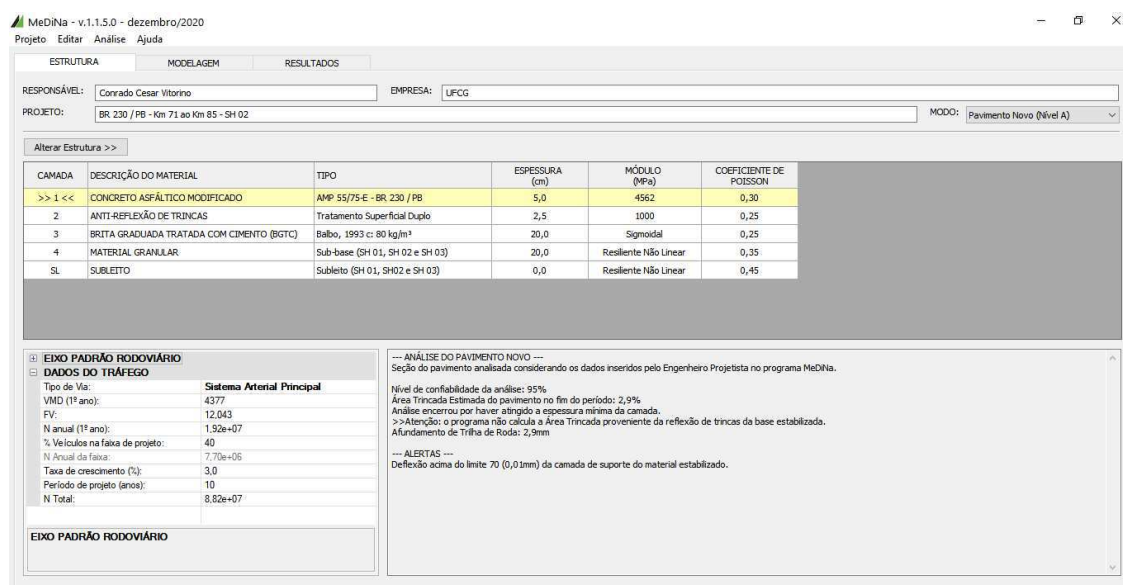 MeDiNa - v.1.1.5.0 - dezembro/2020
Projeto Editar Análise Ajuda
ESTRUTURA MODELAGEM RESULTADOS
RESPONSÁVEL: Conrado Cesar Vitorino EMPRESA: UFCG
PROJETO: BR 230 / PB - Km 71 ao Km 85 - SH 02 MODO: Pavimento Novo (Nível A)
Alterar Estrutura >>
CAMADA DESCRIÇÃO DO MATERIAL TIPO ESPESSURA (cm) MÓDULO (MPa) COEFICIENTE DE POISSON
>> 1 << CONCRETO ASFÁLTICO MODIFICADO AMP 55/75-E - BR 230 / PB 5,0 4562 0,30
2 ANTI-REFLEXÃO DE TRINCAS Tratamento Superficial Duplo 2,5 1000 0,25
3 BRITA GRADUADA TRATADA COM CIMENTO (BGTC) Balbo, 1993 c: 80 kg/m³ 20,0 Sigmoidal 0,25
4 MATERIAL GRANULAR Sub-base (SH 01, SH 02 e SH 03) 20,0 Resiliente Não Linear 0,35
SL SUBLEITO Subleito (SH 01, SH02 e SH 03) 0,0 Resiliente Não Linear 0,45
EIXO PADRÃO RODOVIÁRIO
DADOS DO TRÁFEGO
Tipo de Via: Sistema Arterial Principal
VMD (1º ano): 4377
FV: 12,043
N anual (1º ano): 1,92e+07
% Veículos na faixa de projeto: 40
N Anual da faixa: 7,70e+06
Taxa de crescimento (%): 3,0
Período de projeto (anos): 10
N Total: 8,82e+07
EIXO PADRÃO RODOVIÁRIO
--- ANÁLISE DO PAVIMENTO NOVO ---
Seção do pavimento analisada considerando os dados inseridos pelo Engenheiro Projetista no programa MeDiNa.
Nível de confiabilidade da análise: 95%
Área Trincada Estimada do pavimento no fim do período: 2,9%
Análise encerrou por haver atingido a espessura mínima da camada.
>>Atenção: o programa não calcula a Área Trincada proveniente da reflexão de trincas da base estabilizada.
Afundamento de Trilha de Roda: 2,9mm
--- ALERTAS ---
Deflexão acima do limite 70 (0,01mm) da camada de suporte do material estabilizado.